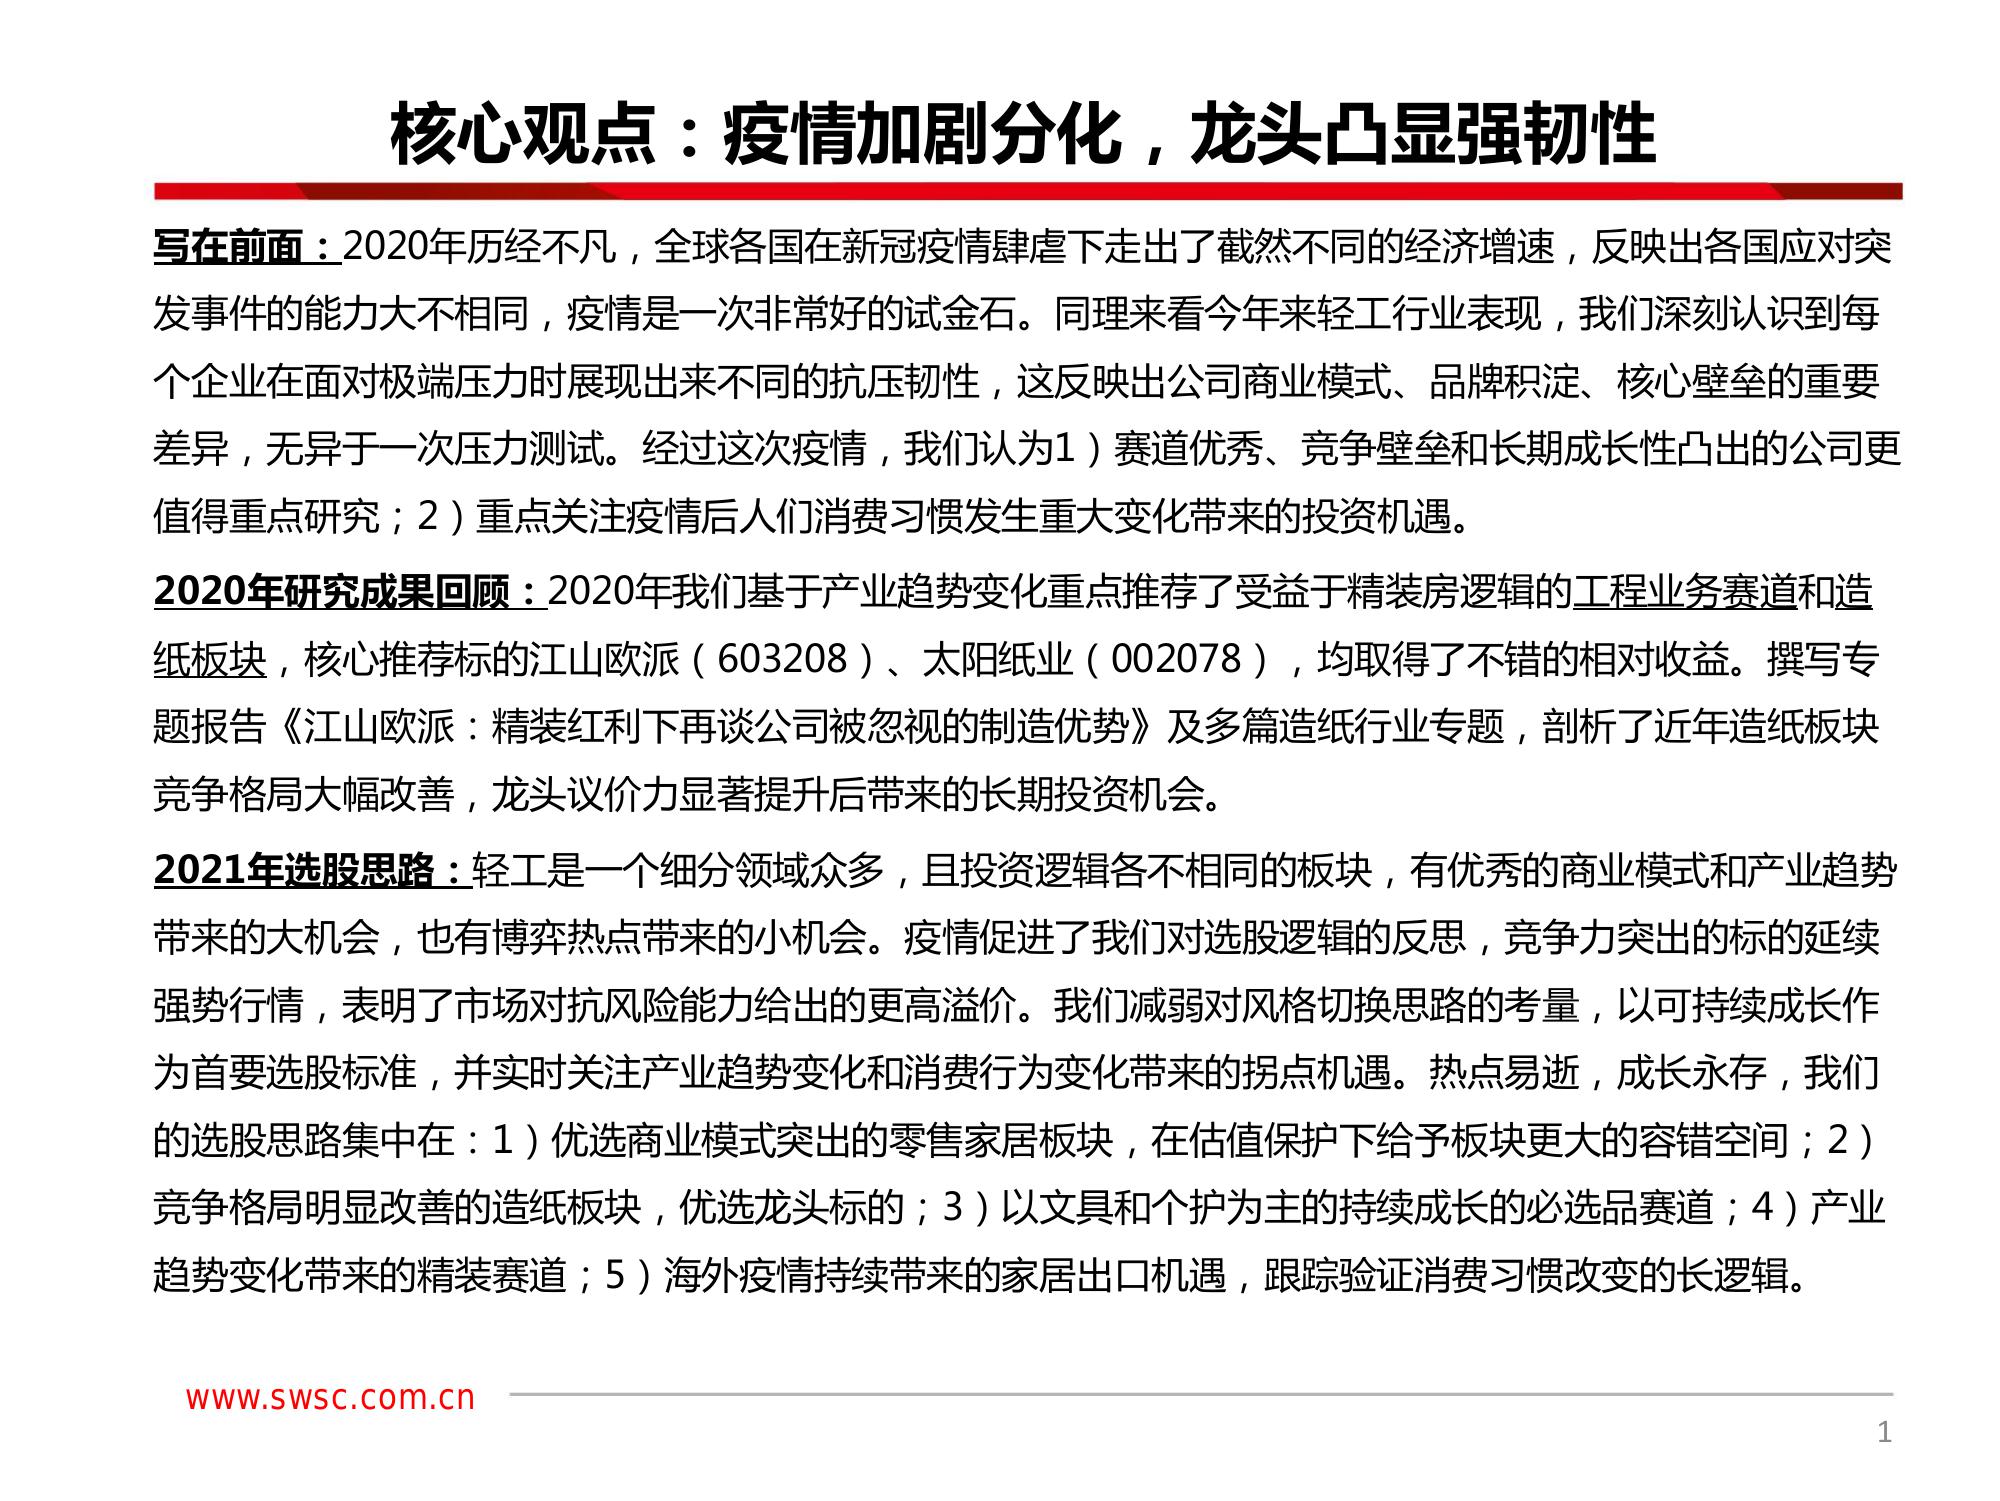 核心观点：疫情加剧分化，龙头凸显强韧性
写在前面：2020年历经不凡，全球各国在新冠疫情肆虐下走出了截然不同的经济增速，反映出各国应对突
发事件的能力大不相同，疫情是一次非常好的试金石。同理来看今年来轻工行业表现，我们深刻认识到每
个企业在面对极端压力时展现出来不同的抗压韧性，这反映出公司商业模式、品牌积淀、核心壁垒的重要
差异，无异于一次压力测试。经过这次疫情，我们认为1）赛道优秀、竞争壁垒和长期成长性凸出的公司更
值得重点研究；2）重点关注疫情后人们消费习惯发生重大变化带来的投资机遇。
2020年研究成果回顾：2020年我们基于产业趋势变化重点推荐了受益于精装房逻辑的工程业务赛道和造
纸板块，核心推荐标的江山欧派（603208）、太阳纸业（002078），均取得了不错的相对收益。撰写专
题报告《江山欧派：精装红利下再谈公司被忽视的制造优势》及多篇造纸行业专题，剖析了近年造纸板块
竞争格局大幅改善，龙头议价力显著提升后带来的长期投资机会。
2021年选股思路：轻工是一个细分领域众多，且投资逻辑各不相同的板块，有优秀的商业模式和产业趋势
带来的大机会，也有博弈热点带来的小机会。疫情促进了我们对选股逻辑的反思，竞争力突出的标的延续
强势行情，表明了市场对抗风险能力给出的更高溢价。我们减弱对风格切换思路的考量，以可持续成长作
为首要选股标准，并实时关注产业趋势变化和消费行为变化带来的拐点机遇。热点易逝，成长永存，我们
的选股思路集中在：1）优选商业模式突出的零售家居板块，在估值保护下给予板块更大的容错空间；2）
竞争格局明显改善的造纸板块，优选龙头标的；3）以文具和个护为主的持续成长的必选品赛道；4）产业
趋势变化带来的精装赛道；5）海外疫情持续带来的家居出口机遇，跟踪验证消费习惯改变的长逻辑。
www.swsc.com.cn
1